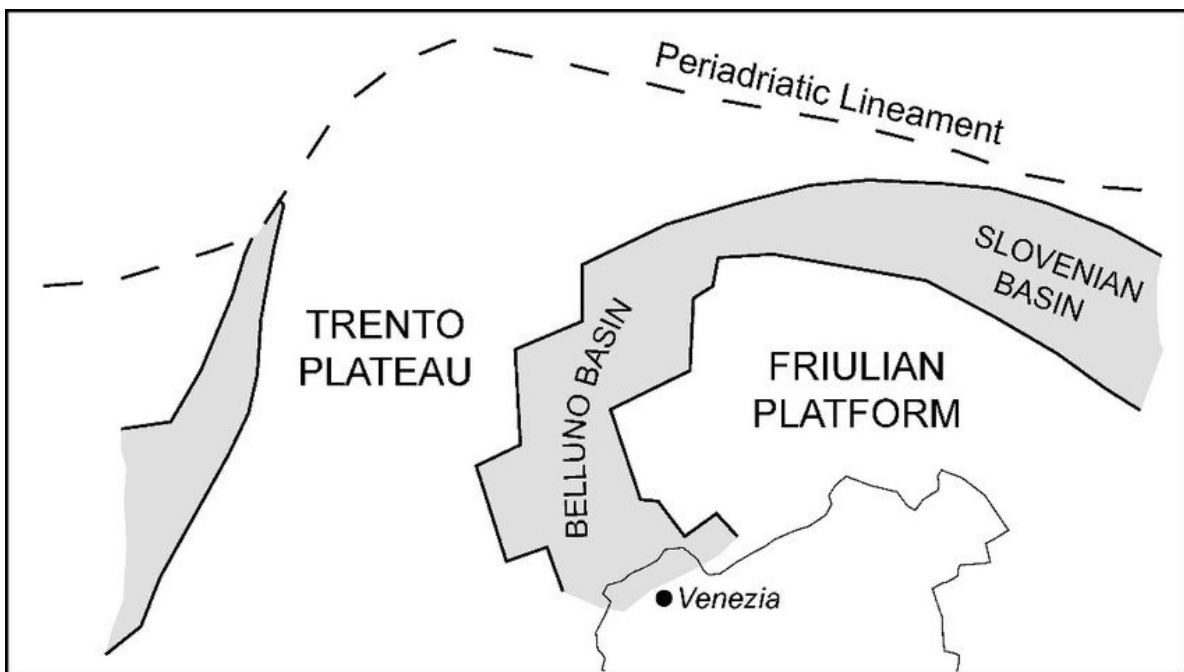 Periadriatic Lineament
SLOVENIAN
BASIN
TRENTO
PLATEAU
BELLUNO BASIN
FRIULIAN
PLATFORM
Venezia